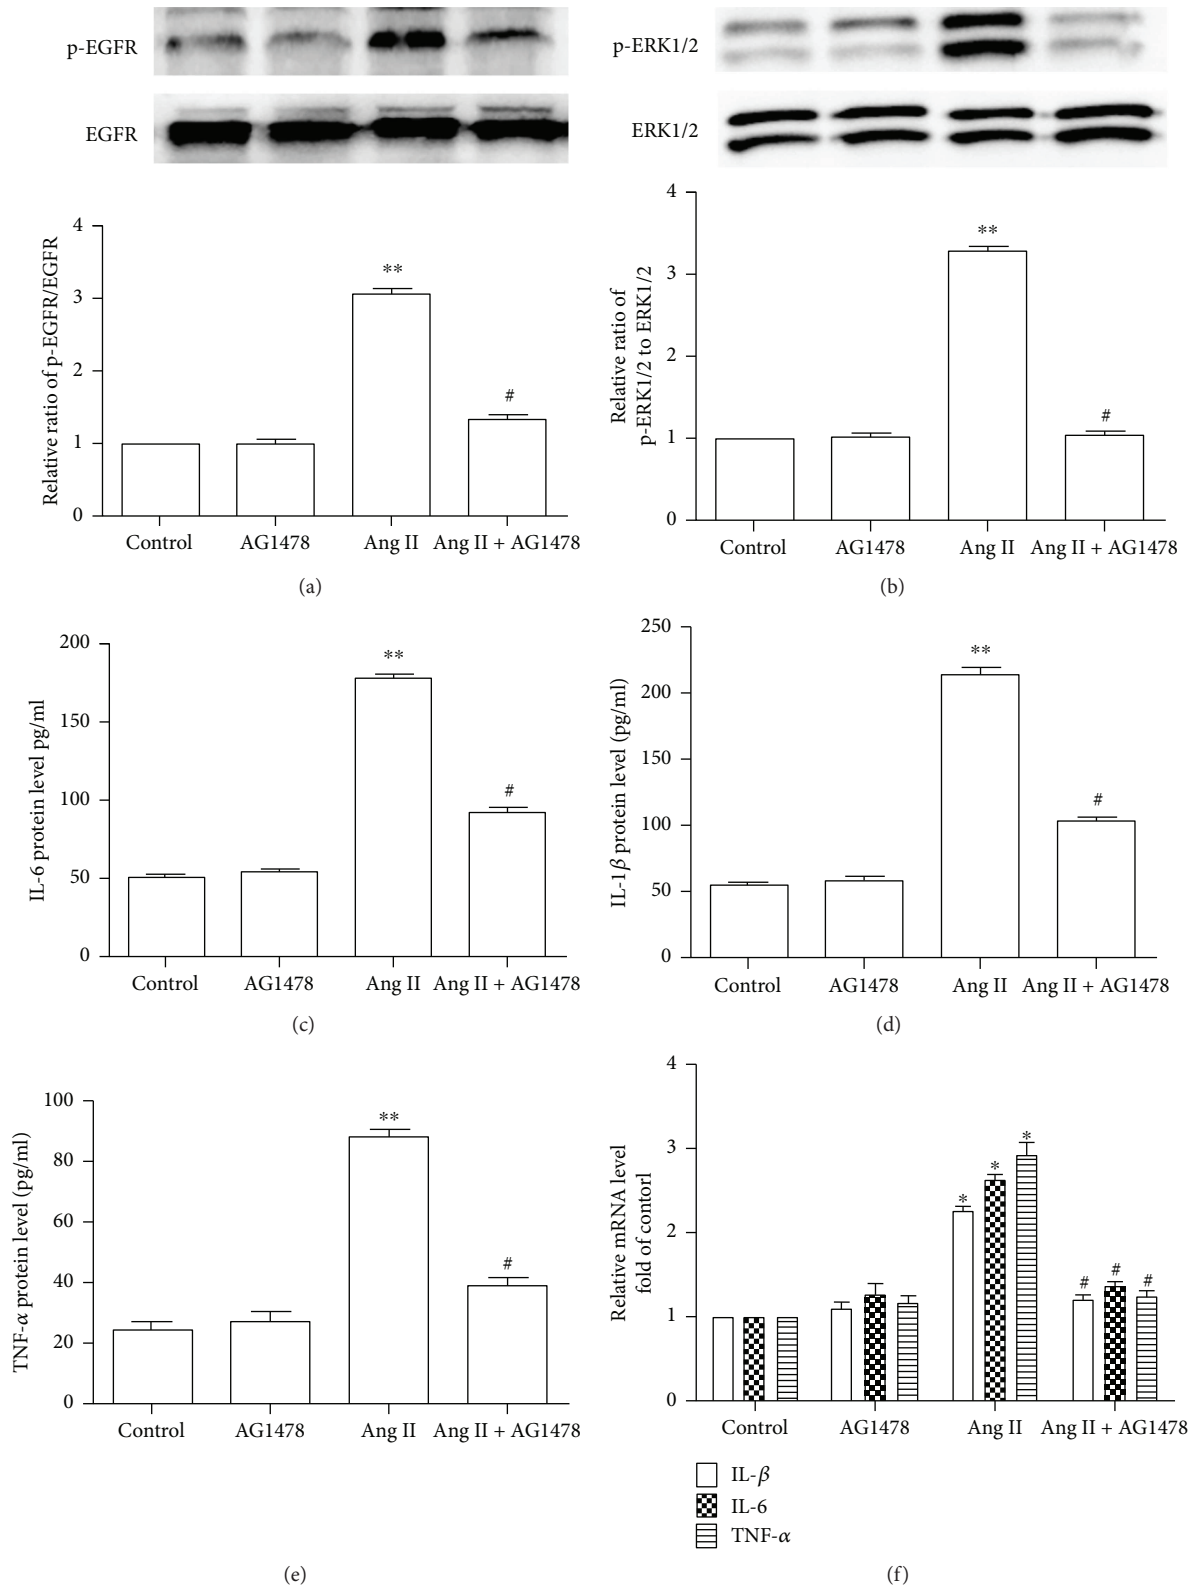 p-EGFR
EGFR
Relative ratio of p-EGFR/EGFR
4
3
2
1
0
**
#
Control AG1478 Ang II Ang II + AG1478
(a)
p-ERK1/2
ERK1/2
Relative ratio of
p-ERK1/2 to ERK1/2
4
3
2
1
0
**
#
Control AG1478 Ang II Ang II + AG1478
(b)
IL-6 protein level pg/ml
200
150
100
50
0
**
#
Control AG1478 Ang II Ang II + AG1478
(c)
IL-1β protein level (pg/ml)
250
200
150
100
50
0
**
#
Control AG1478 Ang II Ang II + AG1478
(d)
TNF-α protein level (pg/ml)
100
80
60
40
20
0
**
#
Control AG1478 Ang II Ang II + AG1478
(e)
Relative mRNA level
fold of contorl
4
3
2
1
0
* * *
# # #
Control AG1478 Ang II Ang II + AG1478
IL-β
IL-6
TNF-α
(f)